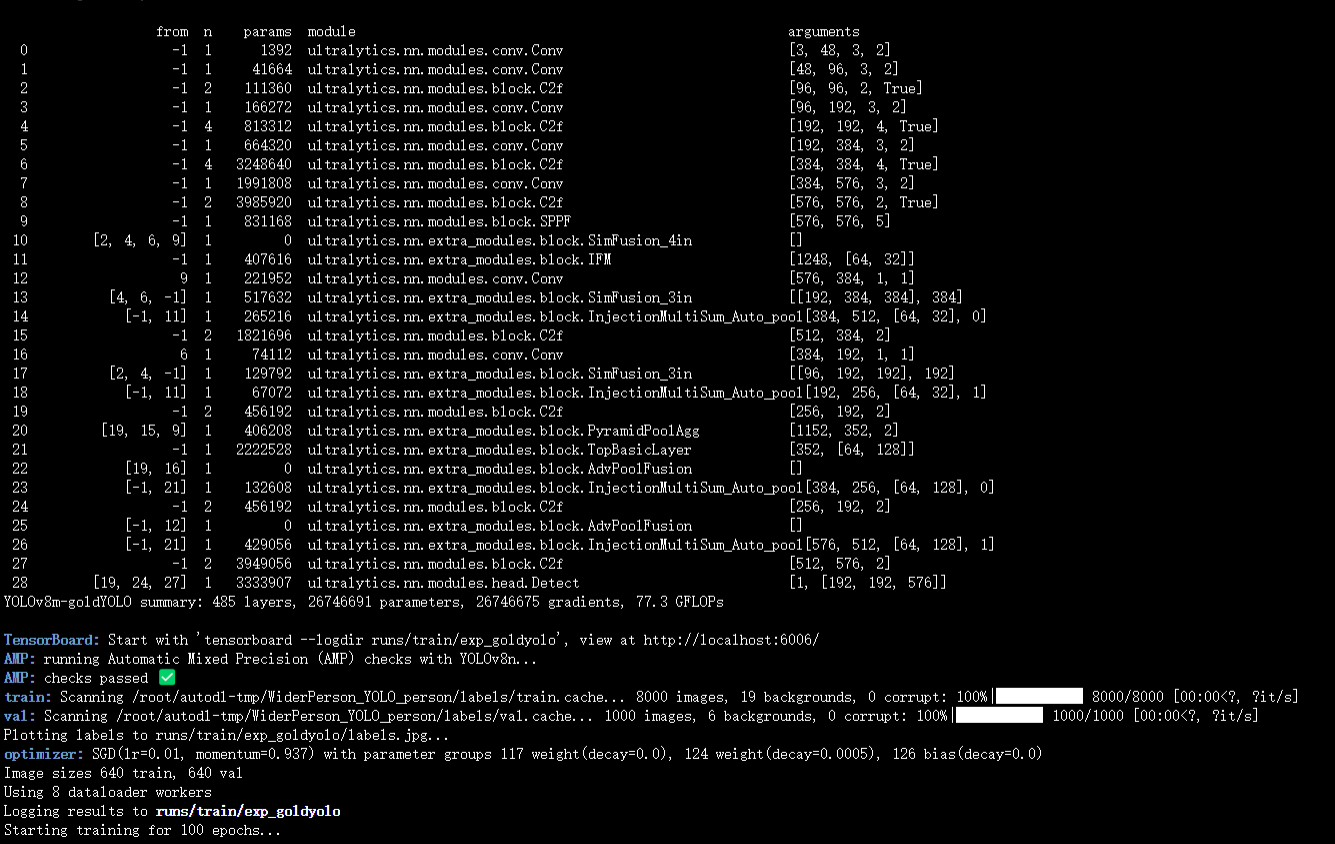 from n params module arguments
0 -1 1 1392 ultralytics.nn.modules.conv.Conv [3, 48, 3, 2]
1 -1 1 41664 ultralytics.nn.modules.conv.Conv [48, 96, 3, 2]
2 -1 2 111360 ultralytics.nn.modules.block.C2f [96, 96, 2, True]
3 -1 1 166272 ultralytics.nn.modules.conv.Conv [96, 192, 3, 2]
4 -1 4 813312 ultralytics.nn.modules.block.C2f [192, 192, 4, True]
5 -1 1 664320 ultralytics.nn.modules.conv.Conv [192, 384, 3, 2]
6 -1 4 3248640 ultralytics.nn.modules.block.C2f [384, 384, 4, True]
7 -1 1 1991808 ultralytics.nn.modules.conv.Conv [384, 576, 3, 2]
8 -1 2 3985920 ultralytics.nn.modules.block.C2f [576, 576, 2, True]
9 -1 1 831168 ultralytics.nn.modules.block.SPPF [576, 576, 5]
10 [2, 4, 6, 9] 1 0 ultralytics.nn.extra_modules.block.SimFusion_4in []
11 -1 1 407616 ultralytics.nn.extra_modules.block.IFM [1248, [64, 32]]
12 9 1 221952 ultralytics.nn.modules.conv.Conv [576, 384, 1, 1]
13 [4, 6, -1] 1 517632 ultralytics.nn.extra_modules.block.SimFusion_3in [[192, 384, 384], 384]
14 [-1, 11] 1 265216 ultralytics.nn.extra_modules.block.InjectionMultiSum_Auto_pool[384, 512, [64, 32], 0]
15 -1 2 1821696 ultralytics.nn.modules.block.C2f [512, 384, 2]
16 6 1 74112 ultralytics.nn.modules.conv.Conv [384, 192, 1, 1]
17 [2, 4, -1] 1 129792 ultralytics.nn.extra_modules.block.SimFusion_3in [[96, 192, 192], 192]
18 [-1, 11] 1 67072 ultralytics.nn.extra_modules.block.InjectionMultiSum_Auto_pool[192, 256, [64, 32], 1]
19 -1 2 456192 ultralytics.nn.modules.block.C2f [256, 192, 2]
20 [19, 15, 9] 1 406208 ultralytics.nn.extra_modules.block.PyramidPoolAgg [1152, 352, 2]
21 -1 1 2222528 ultralytics.nn.extra_modules.block.TopBasicLayer [352, [64, 128]]
22 [19, 16] 1 0 ultralytics.nn.extra_modules.block.AdvPoolFusion []
23 [-1, 21] 1 132608 ultralytics.nn.extra_modules.block.InjectionMultiSum_Auto_pool[384, 256, [64, 128], 0]
24 -1 2 456192 ultralytics.nn.modules.block.C2f [256, 192, 2]
25 [-1, 12] 1 0 ultralytics.nn.extra_modules.block.AdvPoolFusion []
26 [-1, 21] 1 429056 ultralytics.nn.extra_modules.block.InjectionMultiSum_Auto_pool[576, 512, [64, 128], 1]
27 -1 2 3949056 ultralytics.nn.modules.block.C2f [512, 576, 2]
28 [19, 24, 27] 1 3333907 ultralytics.nn.modules.head.Detect [1, [192, 192, 576]]
YOLOv8m-goldYOLO summary: 485 layers, 26746691 parameters, 26746675 gradients, 77.3 GFLOPs
TensorBoard: Start with 'tensorboard --logdir runs/train/exp_goldyolo', view at http://localhost:6006/
AMP: running Automatic Mixed Precision (AMP) checks with YOLOv8n...
AMP: checks passed ✅
train: Scanning /root/autodl-tmp/WiderPerson_YOLO_person/labels/train.cache... 8000 images, 19 backgrounds, 0 corrupt: 100%|██████████ 8000/8000 [00:00<?, ?it/s]
val: Scanning /root/autodl-tmp/WiderPerson_YOLO_person/labels/val.cache... 1000 images, 6 backgrounds, 0 corrupt: 100%|██████████ 1000/1000 [00:00<?, ?it/s]
Plotting labels to runs/train/exp_goldyolo/labels.jpg...
optimizer: SGD(lr=0.01, momentum=0.937) with parameter groups 117 weight(decay=0.0), 124 weight(decay=0.0005), 126 bias(decay=0.0)
Image sizes 640 train, 640 val
Using 8 dataloader workers
Logging results to runs/train/exp_goldyolo
Starting training for 100 epochs...